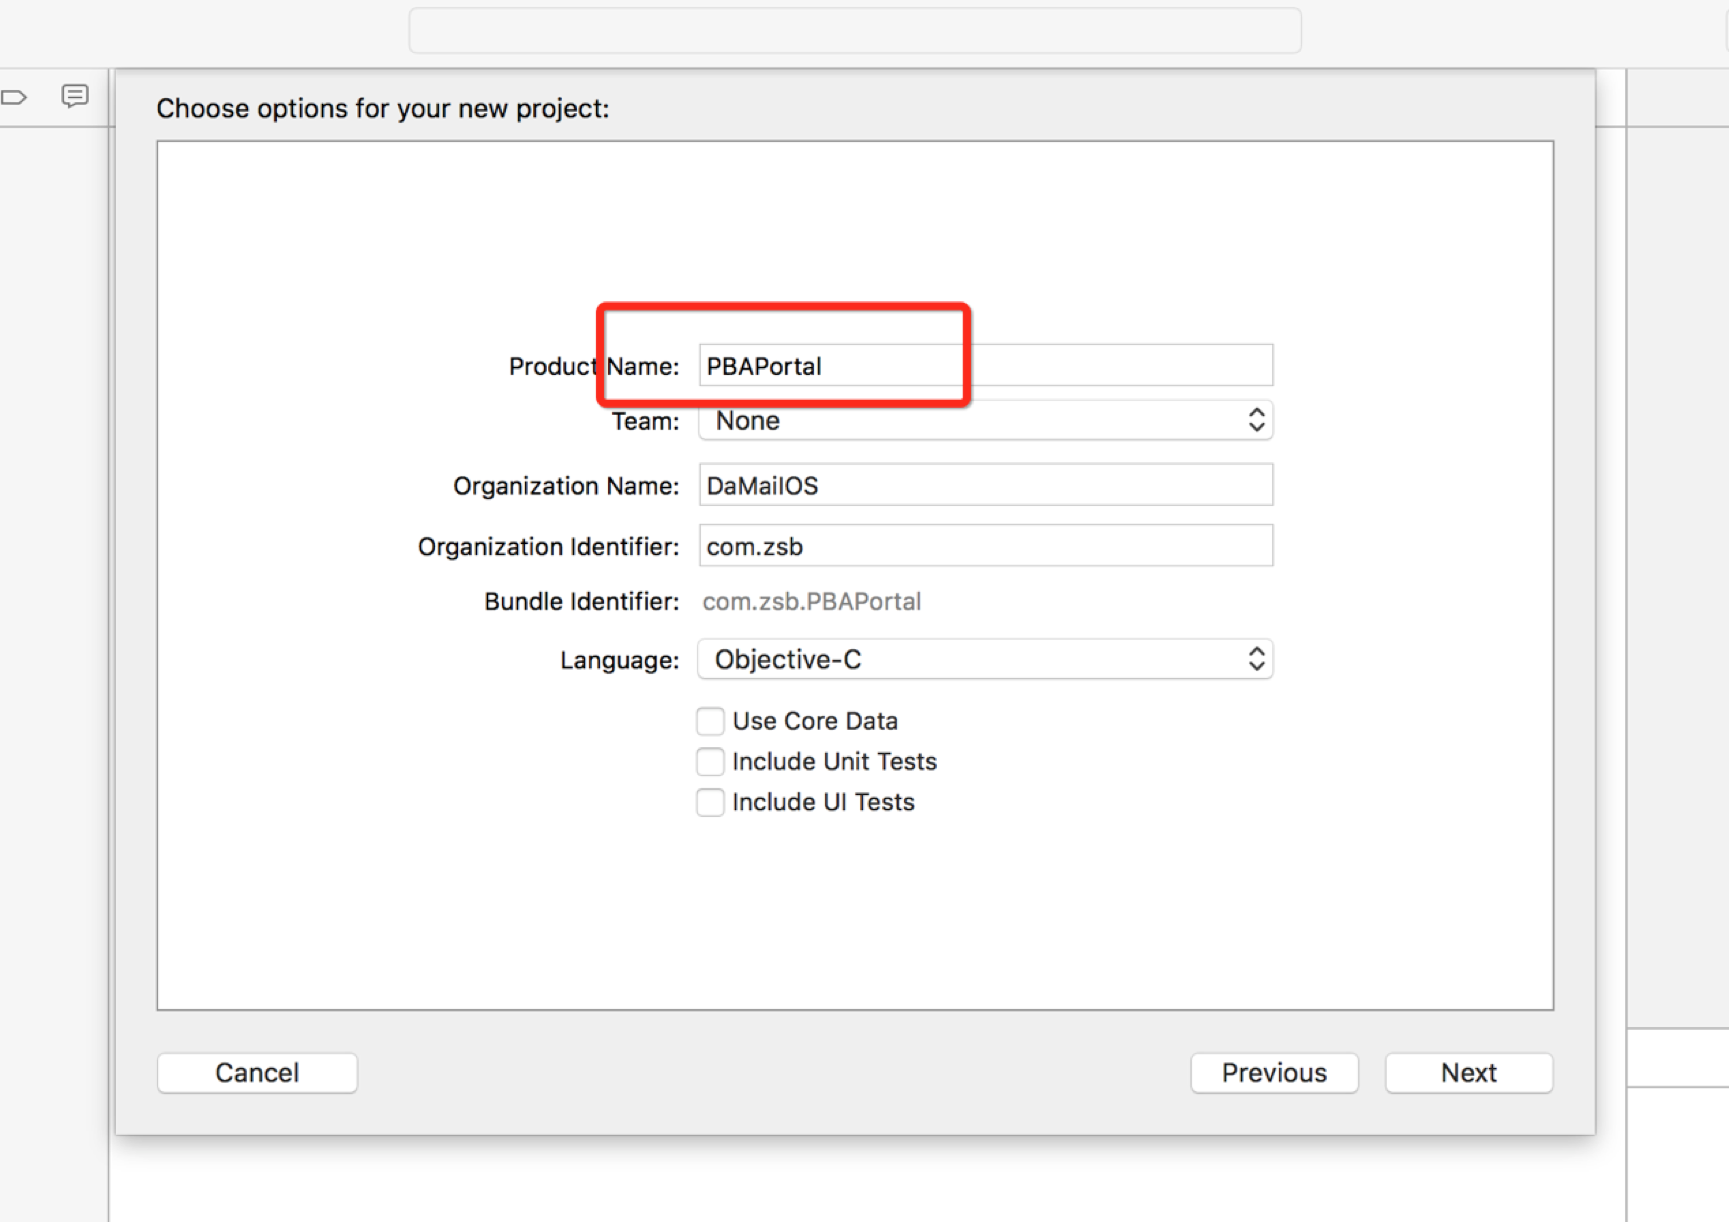 Choose options for your new project:
Product Name: PBAPortal
Team: None
Organization Name: DaMaiIOS
Organization Identifier: com.zsb
Bundle Identifier: com.zsb.PBAPortal
Language: Objective-C
Use Core Data
Include Unit Tests
Include UI Tests
Cancel Previous Next